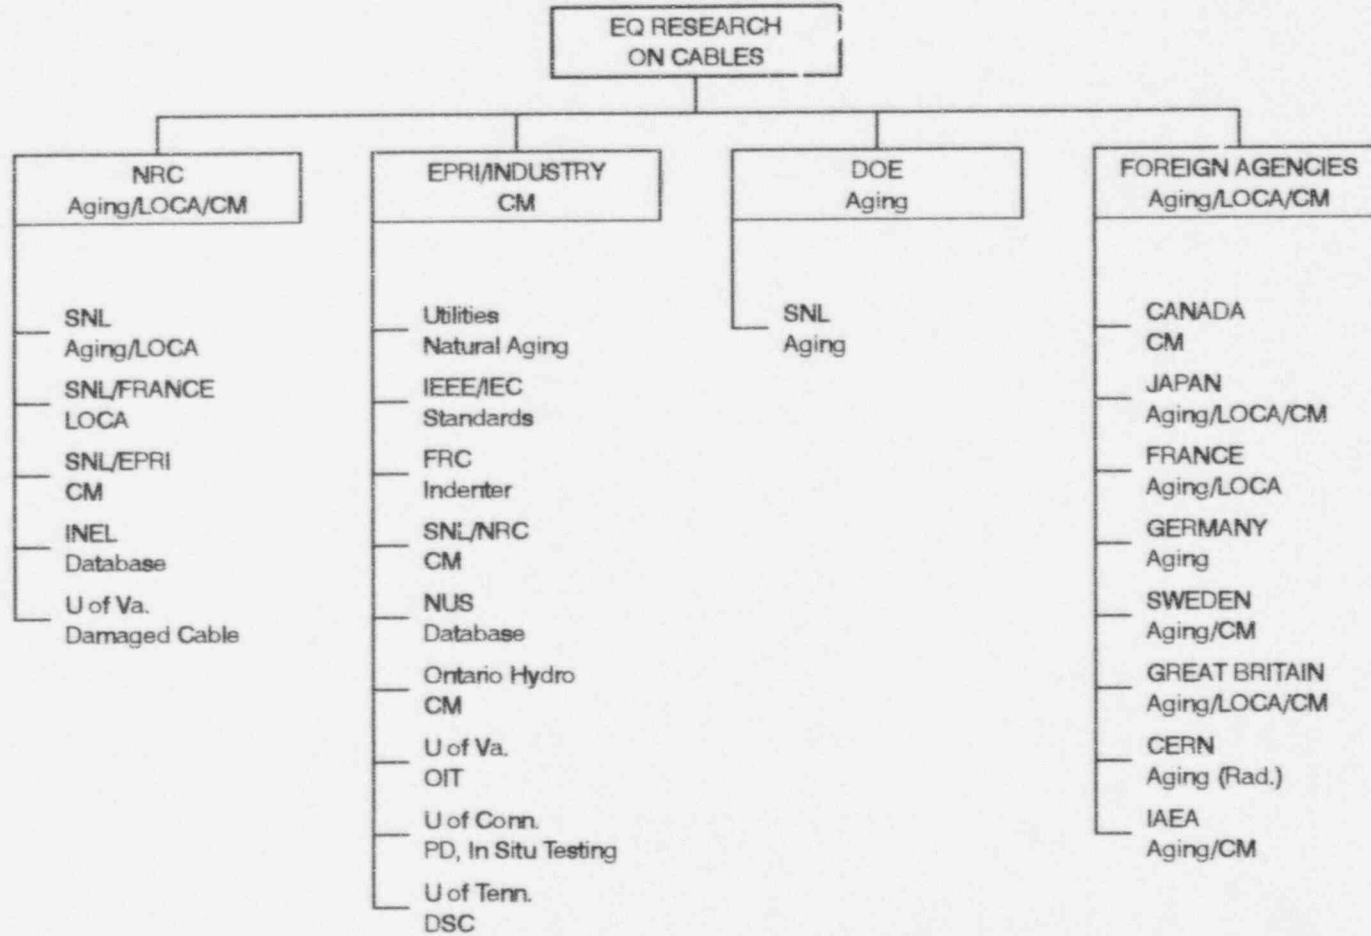 EQ RESEARCH
ON CABLES
NRC
Aging/LOCA/CM
SNL
Aging/LOCA
SNL/FRANCE
LOCA
SNL/EPRI
CM
INEL
Database
U of Va.
Damaged Cable
EPRI/INDUSTRY
CM
Utilities
Natural Aging
IEEE/IEC
Standards
FRC
Indenter
SNL/NRC
CM
NUS
Database
Ontario Hydro
CM
U of Va.
OIT
U of Conn.
PD, In Situ Testing
U of Tenn.
DSC
DOE
Aging
SNL
Aging
FOREIGN AGENCIES
Aging/LOCA/CM
CANADA
CM
JAPAN
Aging/LOCA/CM
FRANCE
Aging/LOCA
GERMANY
Aging
SWEDEN
Aging/CM
GREAT BRITAIN
Aging/LOCA/CM
CERN
Aging (Rad.)
IAEA
Aging/CM